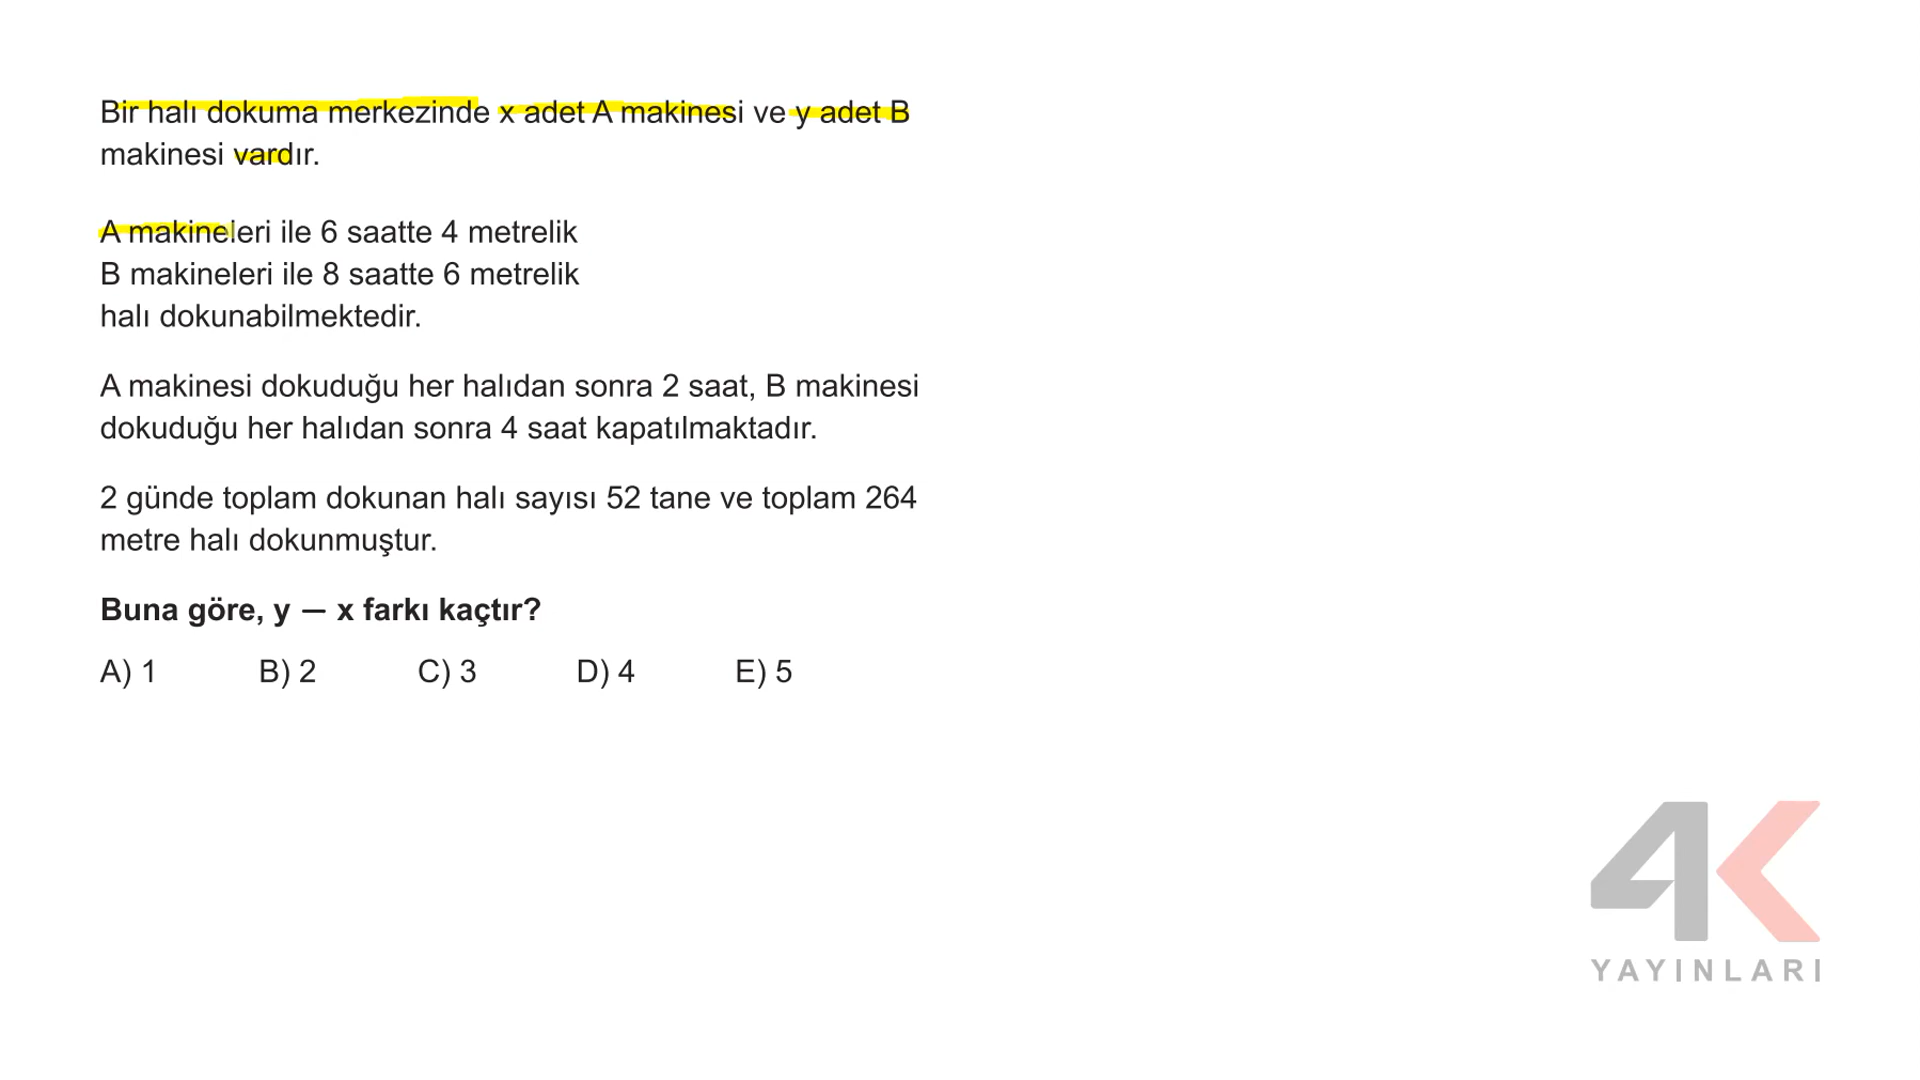 Bir halı dokuma merkezinde x adet A makinesi ve y adet B
makinesi vardır.
A makineleri ile 6 saatte 4 metrelik
B makineleri ile 8 saatte 6 metrelik
halı dokunabilmektedir.
A makinesi dokuduğu her halıdan sonra 2 saat, B makinesi
dokuduğu her halıdan sonra 4 saat kapatılmaktadır.
2 günde toplam dokunan halı sayısı 52 tane ve toplam 264
metre halı dokunmuştur.
Buna göre, y — x farkı kaçtır?
A) 1 B) 2 C) 3 D) 4 E) 5
4K
YAYINLARI